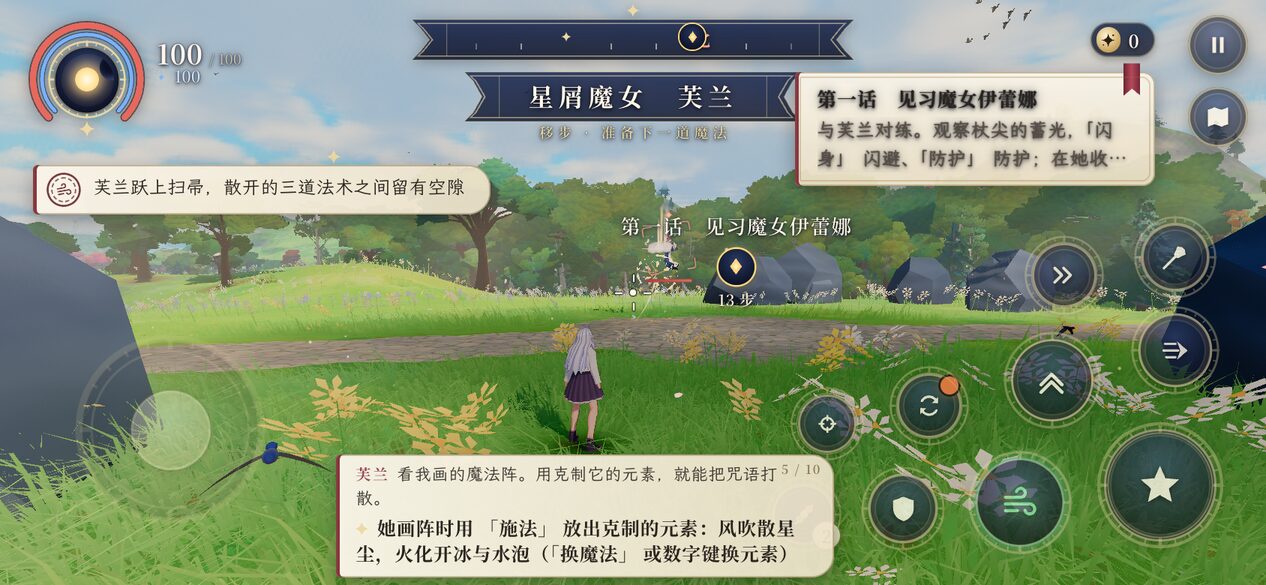 100 / 100
100
0
星屑魔女 芙兰
移步 · 准备下一道魔法
第一话 见习魔女伊蕾娜
与芙兰对练。观察杖尖的蓄光,「闪
身」 闪避、「防护」 防护;在她收…
芙兰跃上扫帚,散开的三道法术之间留有空隙
第一话 见习魔女伊蕾娜
13 步
芙兰 看我画的魔法阵。用克制它的元素,就能把咒语打
散。
5 / 10
她画阵时用 「施法」 放出克制的元素:风吹散星
尘,火化开冰与水泡(「换魔法」 或数字键换元素)